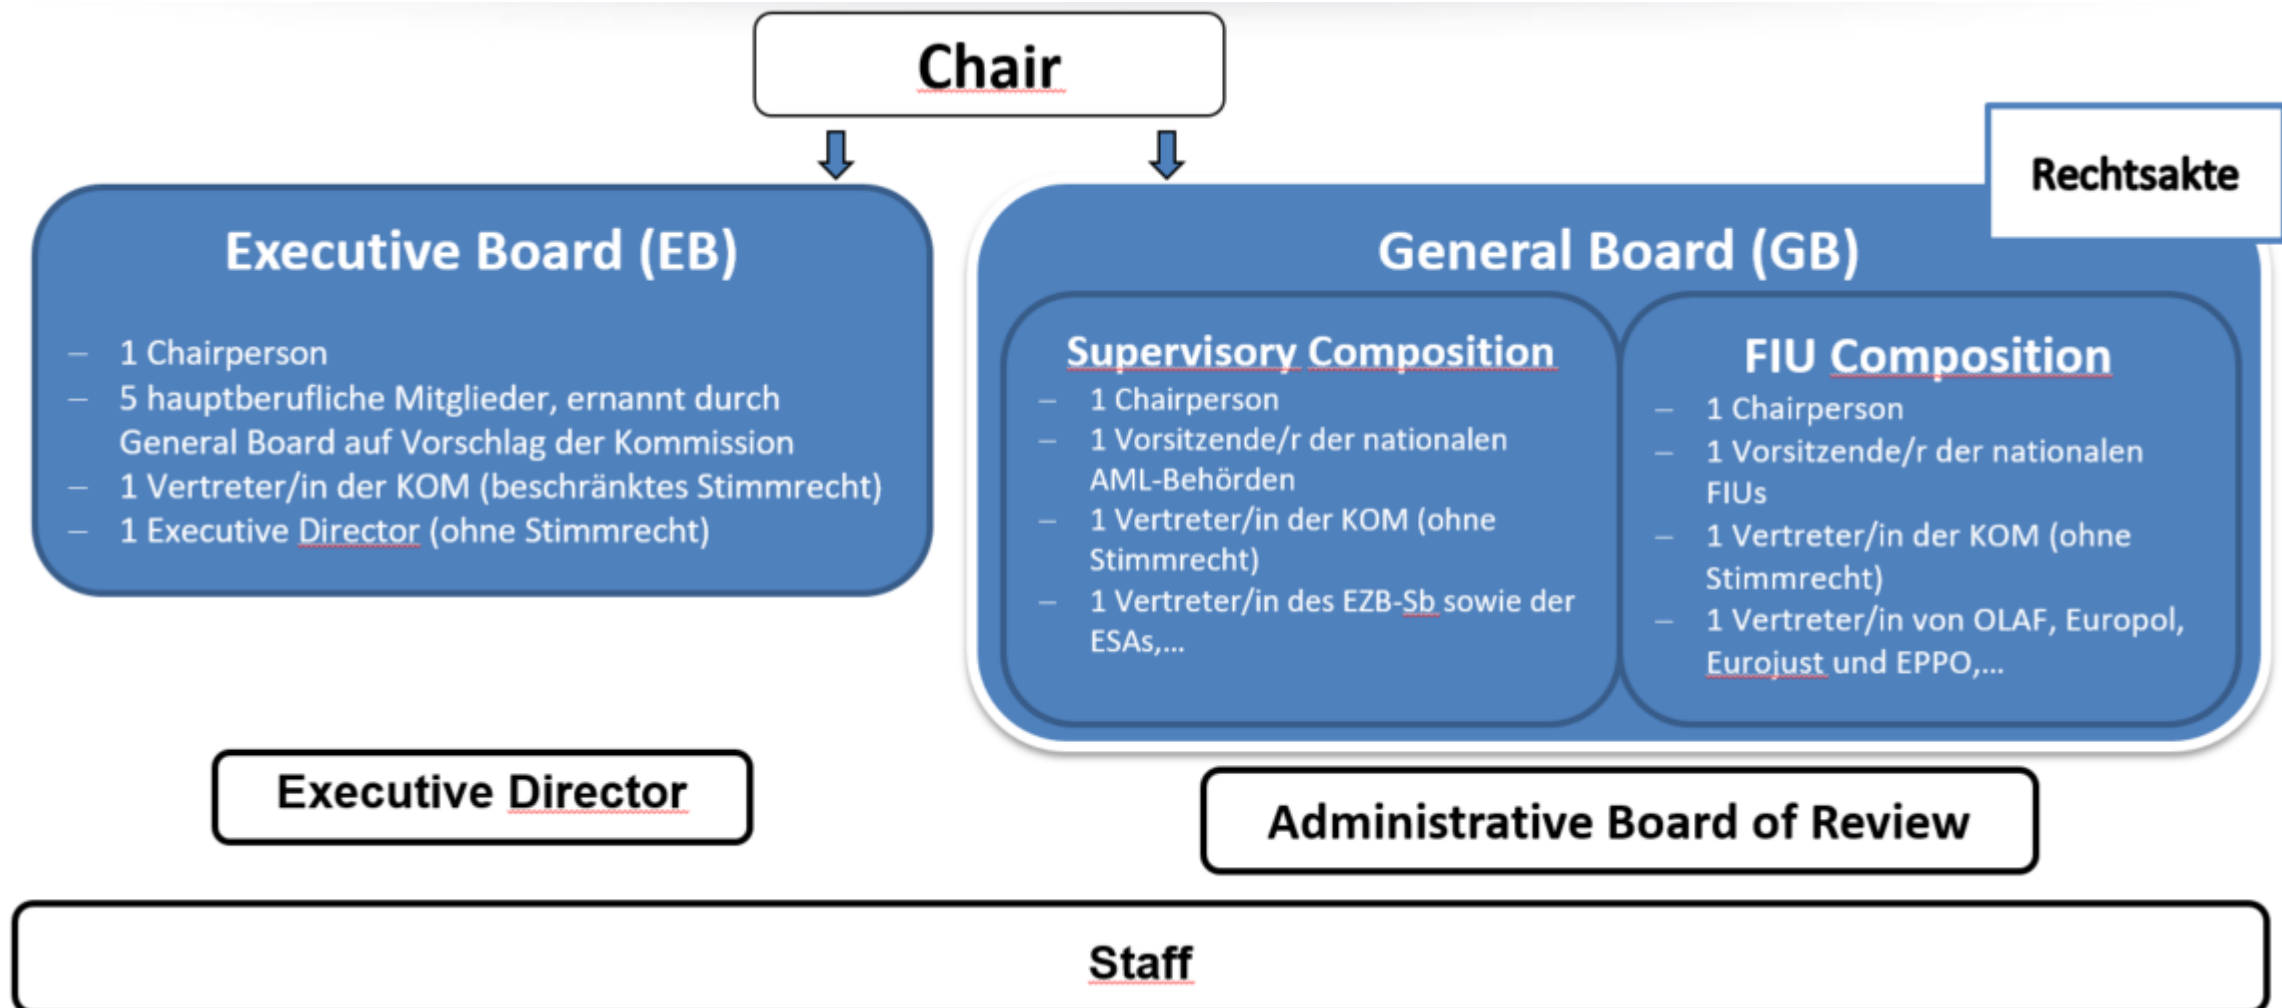 Chair
Rechtsakte
Executive Board (EB)
– 1 Chairperson
– 5 hauptberufliche Mitglieder, ernannt durch
General Board auf Vorschlag der Kommission
– 1 Vertreter/in der KOM (beschränktes Stimmrecht)
– 1 Executive Director (ohne Stimmrecht)
General Board (GB)
Supervisory Composition
– 1 Chairperson
– 1 Vorsitzende/r der nationalen
AML-Behörden
– 1 Vertreter/in der KOM (ohne
Stimmrecht)
– 1 Vertreter/in des EZB-Sb sowie der
ESAs,...
FIU Composition
– 1 Chairperson
– 1 Vorsitzende/r der nationalen
FIUs
– 1 Vertreter/in der KOM (ohne
Stimmrecht)
– 1 Vertreter/in von OLAF, Europol,
Eurojust und EPPO,...
Executive Director
Administrative Board of Review
Staff